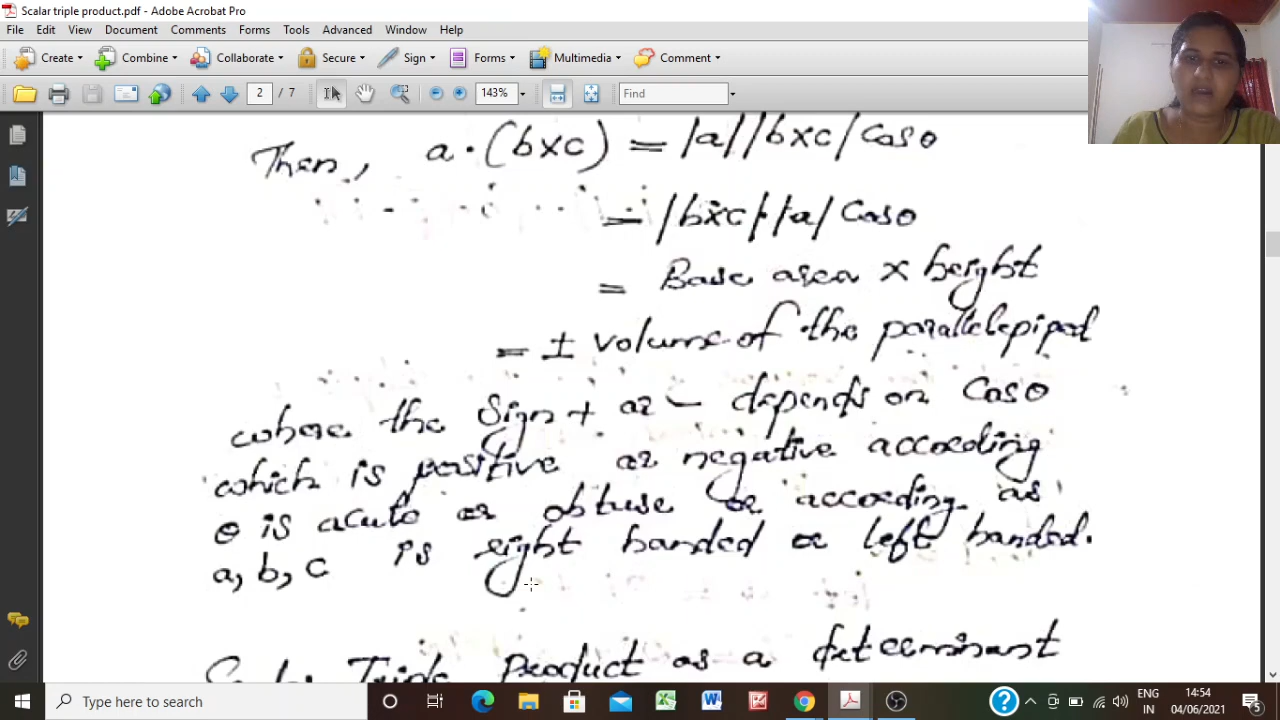 Scalar triple product.pdf - Adobe Acrobat Pro
File Edit View Document Comments Forms Tools Advanced Window Help
Create Combine Collaborate Secure Sign Forms Multimedia Comment
2 / 7 143% Find
Then, a · (b×c) = |a| |b×c| Cosθ
= |b×c| |a| Cosθ
= Base area × height
= ± volume of the parallelepiped
where the Sign + or – depends on Cosθ
which is positive or negative according
θ is acute or obtuse or according as
a, b, c is right handed or left handed.
Triple Product as a determinant
Type here to search
ENG 14:54
IN 04/06/2021
5